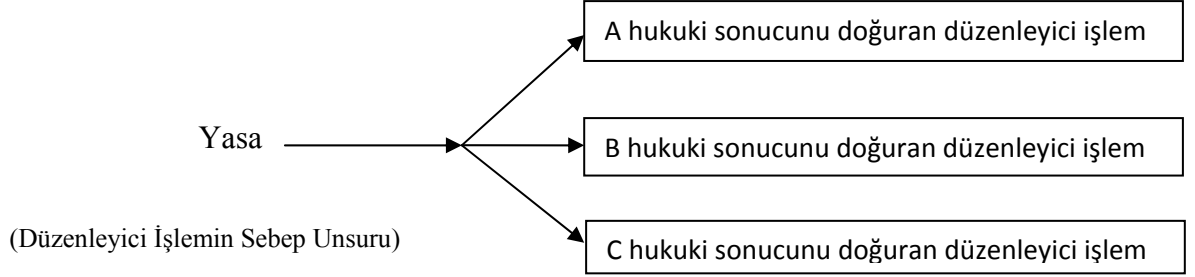 A hukuki sonucunu doğuran düzenleyici işlem
Yasa
B hukuki sonucunu doğuran düzenleyici işlem
(Düzenleyici İşlemin Sebep Unsuru)
C hukuki sonucunu doğuran düzenleyici işlem